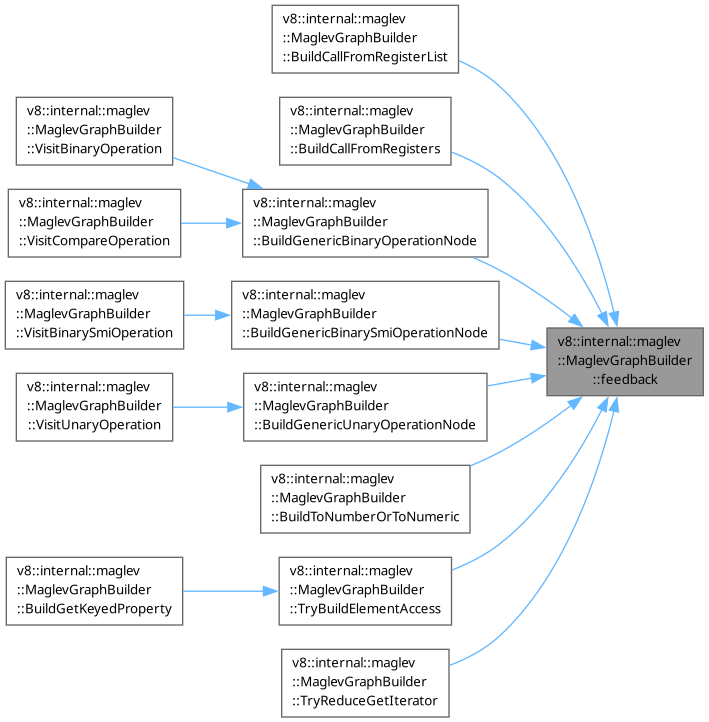 v8::internal::maglev
::MaglevGraphBuilder
::BuildCallFromRegisterList
v8::internal::maglev
::MaglevGraphBuilder
::VisitBinaryOperation
v8::internal::maglev
::MaglevGraphBuilder
::BuildCallFromRegisters
v8::internal::maglev
::MaglevGraphBuilder
::VisitCompareOperation
v8::internal::maglev
::MaglevGraphBuilder
::BuildGenericBinaryOperationNode
v8::internal::maglev
::MaglevGraphBuilder
::VisitBinarySmiOperation
v8::internal::maglev
::MaglevGraphBuilder
::BuildGenericBinarySmiOperationNode
v8::internal::maglev
::MaglevGraphBuilder
::feedback
v8::internal::maglev
::MaglevGraphBuilder
::VisitUnaryOperation
v8::internal::maglev
::MaglevGraphBuilder
::BuildGenericUnaryOperationNode
v8::internal::maglev
::MaglevGraphBuilder
::BuildToNumberOrToNumeric
v8::internal::maglev
::MaglevGraphBuilder
::BuildGetKeyedProperty
v8::internal::maglev
::MaglevGraphBuilder
::TryBuildElementAccess
v8::internal::maglev
::MaglevGraphBuilder
::TryReduceGetIterator